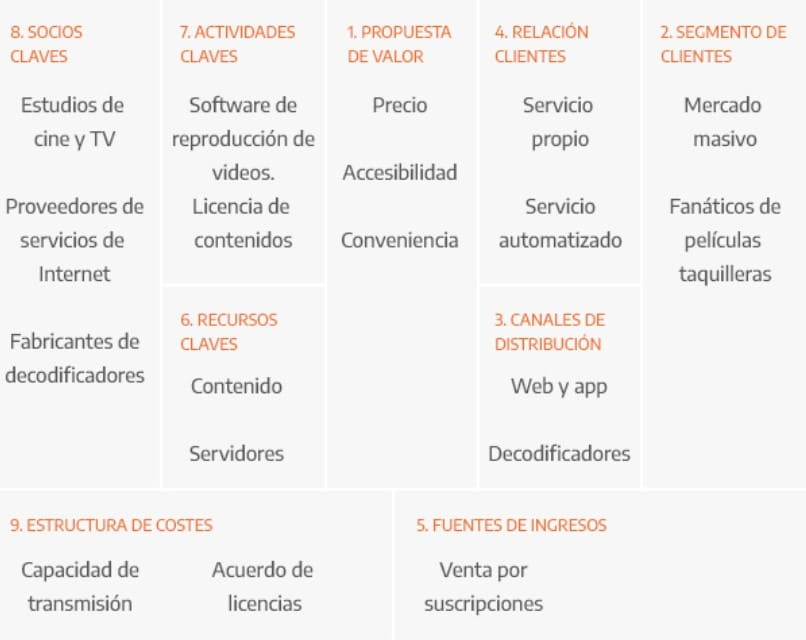 8. SOCIOS
CLAVES
Estudios de
cine y TV
Proveedores de
servicios de
Internet
Fabricantes de
decodificadores
7. ACTIVIDADES
CLAVES
Software de
reproducción de
videos.
Licencia de
contenidos
6. RECURSOS
CLAVES
Contenido
Servidores
1. PROPUESTA
DE VALOR
Precio
Accesibilidad
Conveniencia
4. RELACIÓN
CLIENTES
Servicio
propio
Servicio
automatizado
3. CANALES DE
DISTRIBUCIÓN
Web y app
Decodificadores
2. SEGMENTO DE
CLIENTES
Mercado
masivo
Fanáticos de
películas
taquilleras
9. ESTRUCTURA DE COSTES
Capacidad de
transmisión
Acuerdo de
licencias
5. FUENTES DE INGRESOS
Venta por
suscripciones